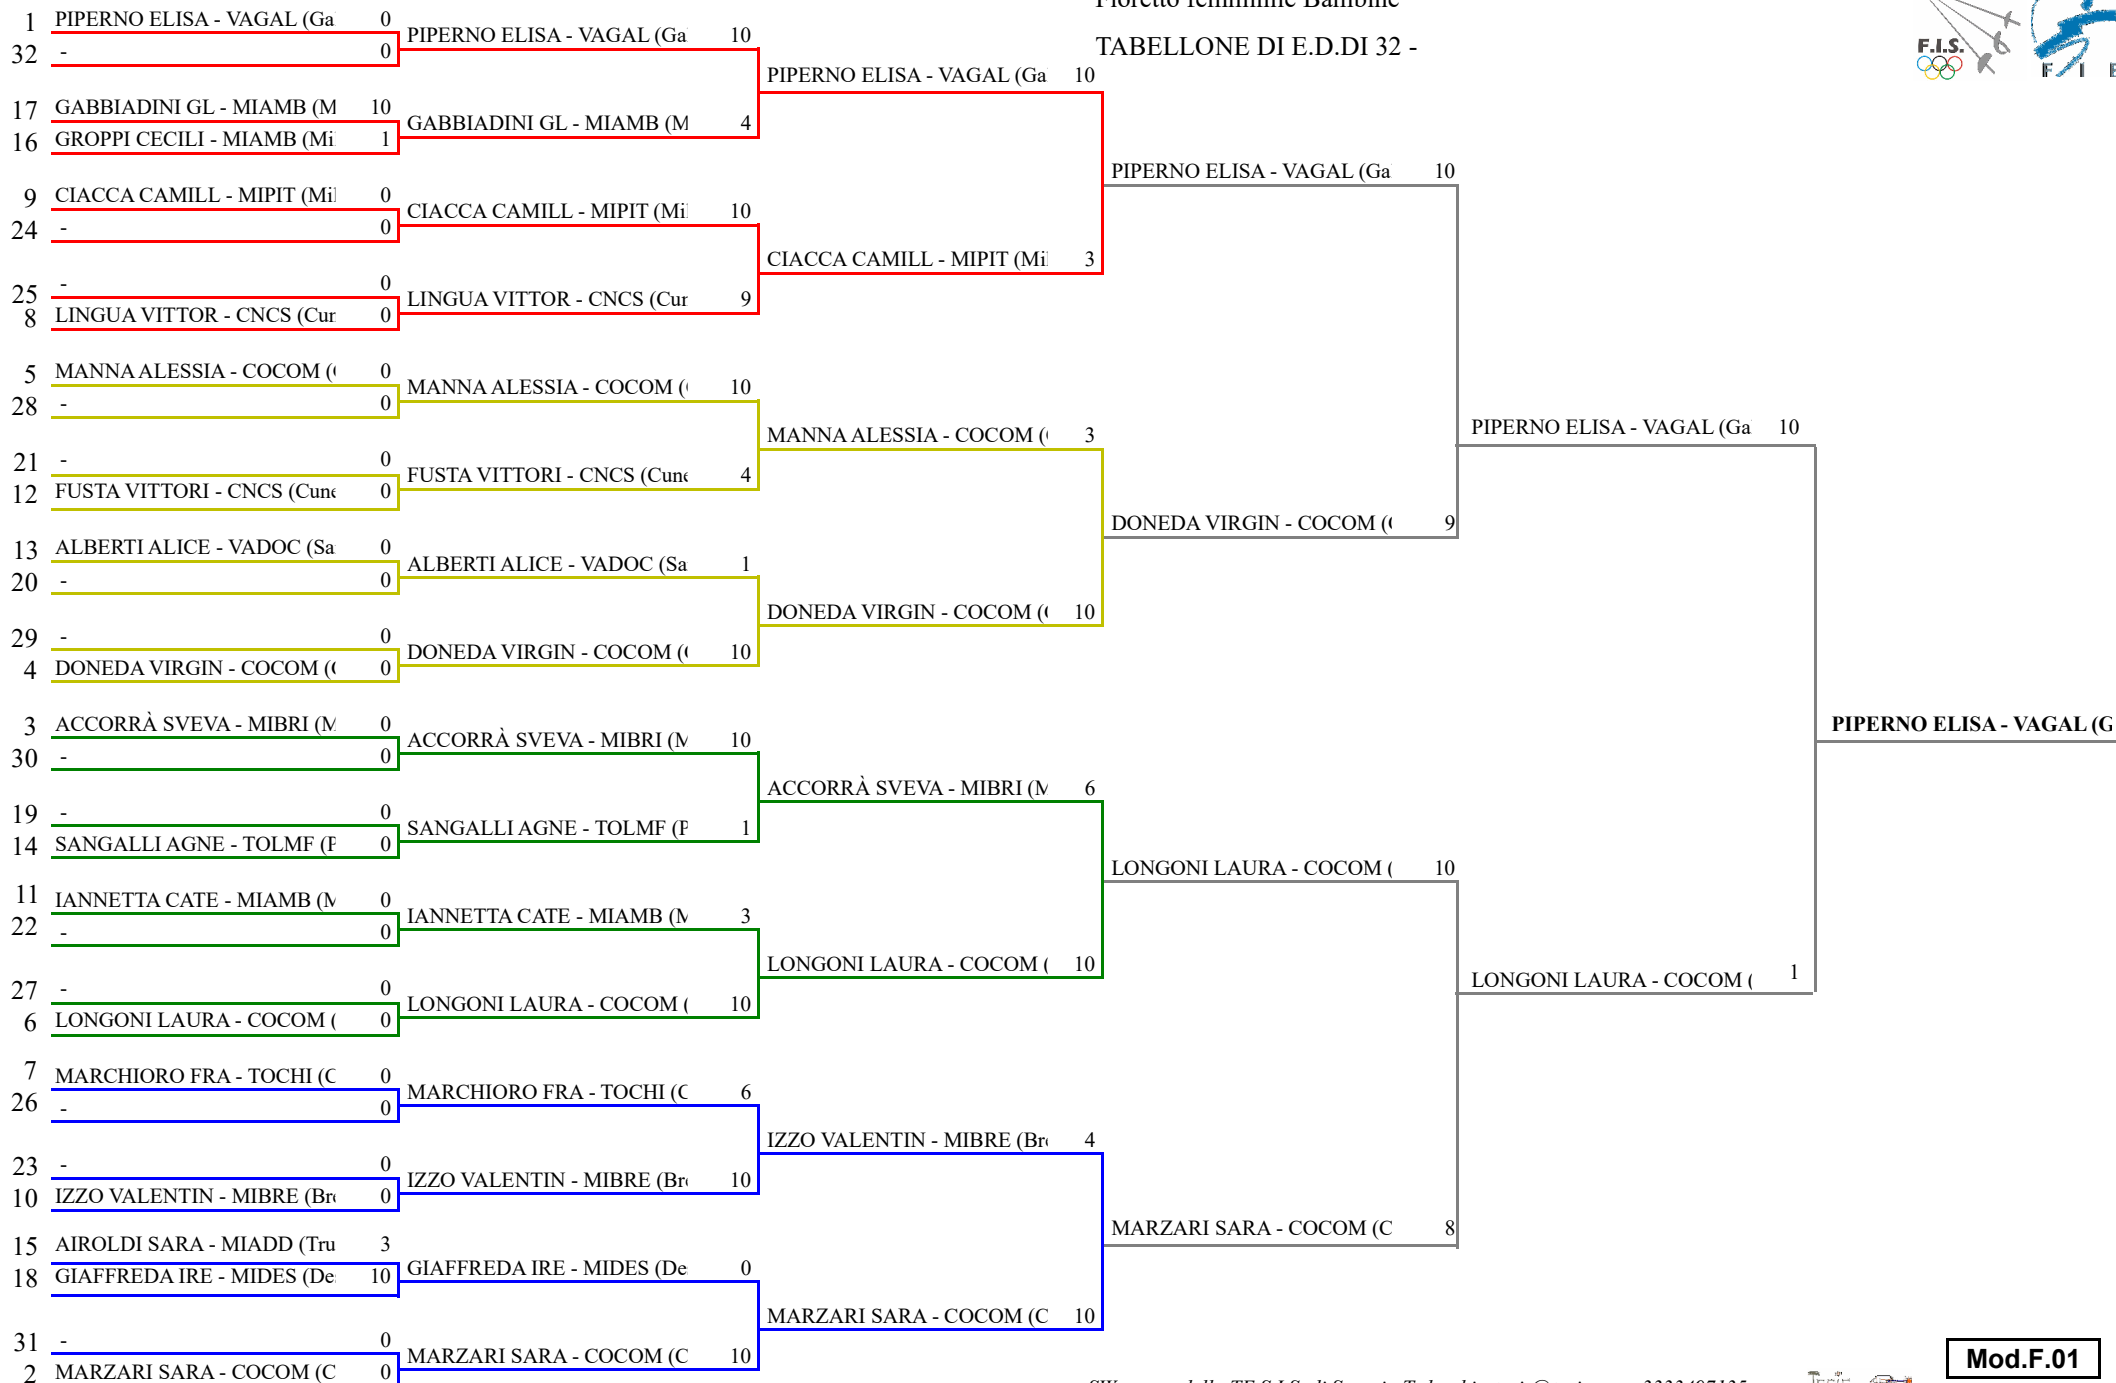 Fioretto femminile Bambine
TABELLONE DI E.D.DI 32 -
F.I.S.
F I E
1 PIPERNO ELISA - VAGAL (Ga 0
32 - 0
17 GABBIADINI GL - MIAMB (M 10
16 GROPPI CECILI - MIAMB (Mi 1
9 CIACCA CAMILL - MIPIT (Mil 0
24 - 0
25 - 0
8 LINGUA VITTOR - CNCS (Cun 0
5 MANNA ALESSIA - COCOM ( 0
28 - 0
21 - 0
12 FUSTA VITTORI - CNCS (Cune 0
13 ALBERTI ALICE - VADOC (Sa 0
20 - 0
29 - 0
4 DONEDA VIRGIN - COCOM ( 0
3 ACCORRÀ SVEVA - MIBRI (M 0
30 - 0
19 - 0
14 SANGALLI AGNE - TOLMF (P 0
11 IANNETTA CATE - MIAMB (M 0
22 - 0
27 - 0
6 LONGONI LAURA - COCOM ( 0
7 MARCHIORO FRA - TOCHI (C 0
26 - 0
23 - 0
10 IZZO VALENTIN - MIBRE (Bre 0
15 AIROLDI SARA - MIADD (Tru 3
18 GIAFFREDA IRE - MIDES (De 10
31 - 0
2 MARZARI SARA - COCOM (C 0
PIPERNO ELISA - VAGAL (Ga 10
GABBIADINI GL - MIAMB (M 4
CIACCA CAMILL - MIPIT (Mil 10
LINGUA VITTOR - CNCS (Cun 9
MANNA ALESSIA - COCOM ( 10
FUSTA VITTORI - CNCS (Cune 4
ALBERTI ALICE - VADOC (Sa 1
DONEDA VIRGIN - COCOM ( 10
ACCORRÀ SVEVA - MIBRI (M 10
SANGALLI AGNE - TOLMF (P 1
IANNETTA CATE - MIAMB (M 3
LONGONI LAURA - COCOM ( 10
MARCHIORO FRA - TOCHI (C 6
IZZO VALENTIN - MIBRE (Bre 10
GIAFFREDA IRE - MIDES (De 0
MARZARI SARA - COCOM (C 10
PIPERNO ELISA - VAGAL (Ga 10
CIACCA CAMILL - MIPIT (Mil 3
MANNA ALESSIA - COCOM ( 3
DONEDA VIRGIN - COCOM ( 10
ACCORRÀ SVEVA - MIBRI (M 6
LONGONI LAURA - COCOM ( 10
IZZO VALENTIN - MIBRE (Bre 4
MARZARI SARA - COCOM (C 10
PIPERNO ELISA - VAGAL (Ga 10
DONEDA VIRGIN - COCOM ( 9
LONGONI LAURA - COCOM ( 10
MARZARI SARA - COCOM (C 8
PIPERNO ELISA - VAGAL (Ga 10
LONGONI LAURA - COCOM ( 1
PIPERNO ELISA - VAGAL (G
Mod.F.01